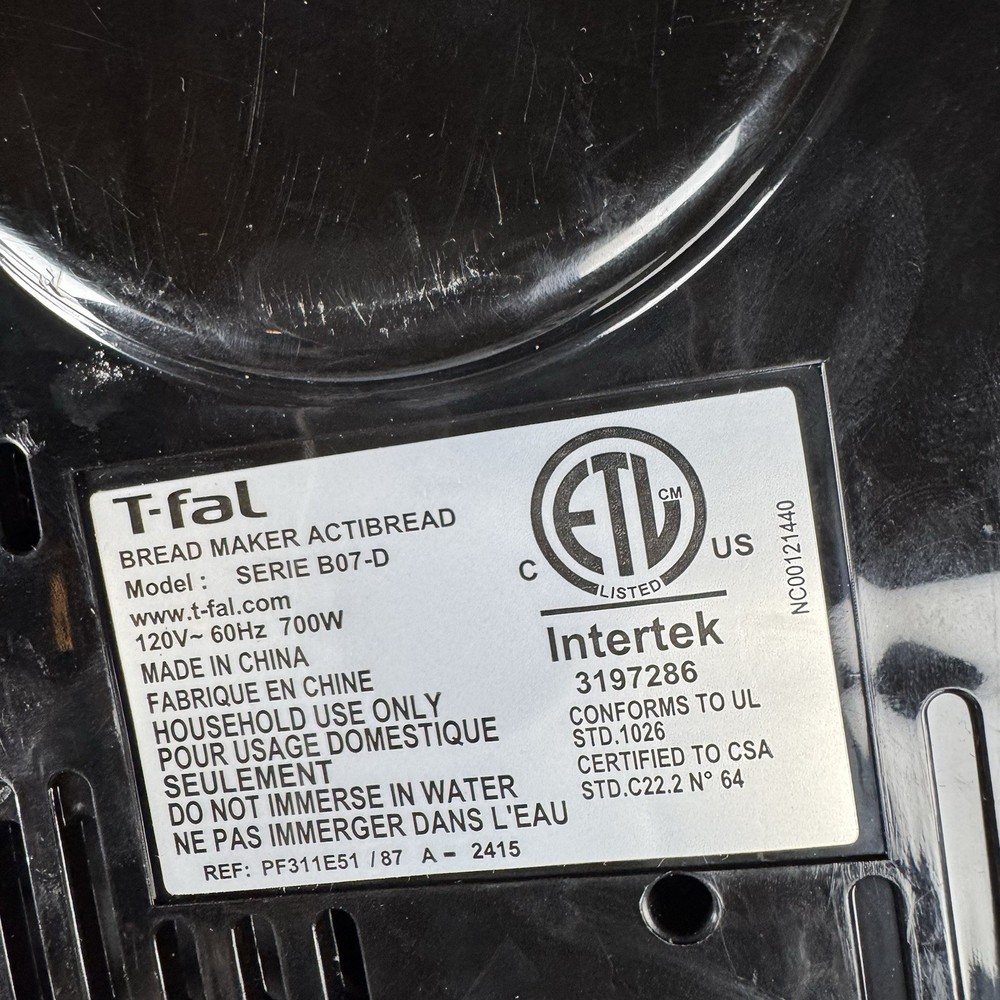 T-fal
BREAD MAKER ACTIBREAD
Model : SERIE B07-D
www.t-fal.com
120V~ 60Hz 700W
MADE IN CHINA
FABRIQUE EN CHINE
HOUSEHOLD USE ONLY
POUR USAGE DOMESTIQUE
SEULEMENT
DO NOT IMMERSE IN WATER
NE PAS IMMERGER DANS L'EAU
REF: PF311E51 /87 A - 2415
ETL CM
C LISTED US
Intertek
3197286
CONFORMS TO UL
STD.1026
CERTIFIED TO CSA
STD.C22.2 N° 64
NC00121440